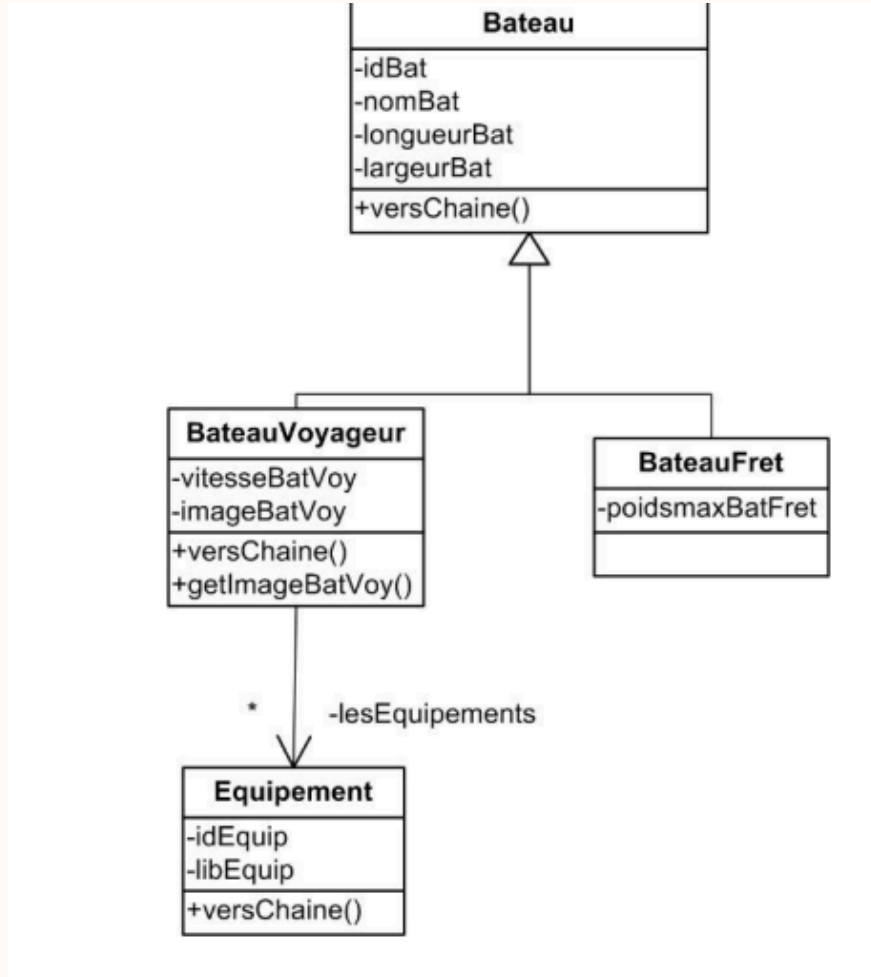 Bateau
-idBat
-nomBat
-longueurBat
-largeurBat
+versChaine()
BateauVoyageur
-vitesseBatVoy
-imageBatVoy
+versChaine()
+getImageBatVoy()
BateauFret
-poidsmaxBatFret
* -lesEquipements
Equipement
-idEquip
-libEquip
+versChaine()